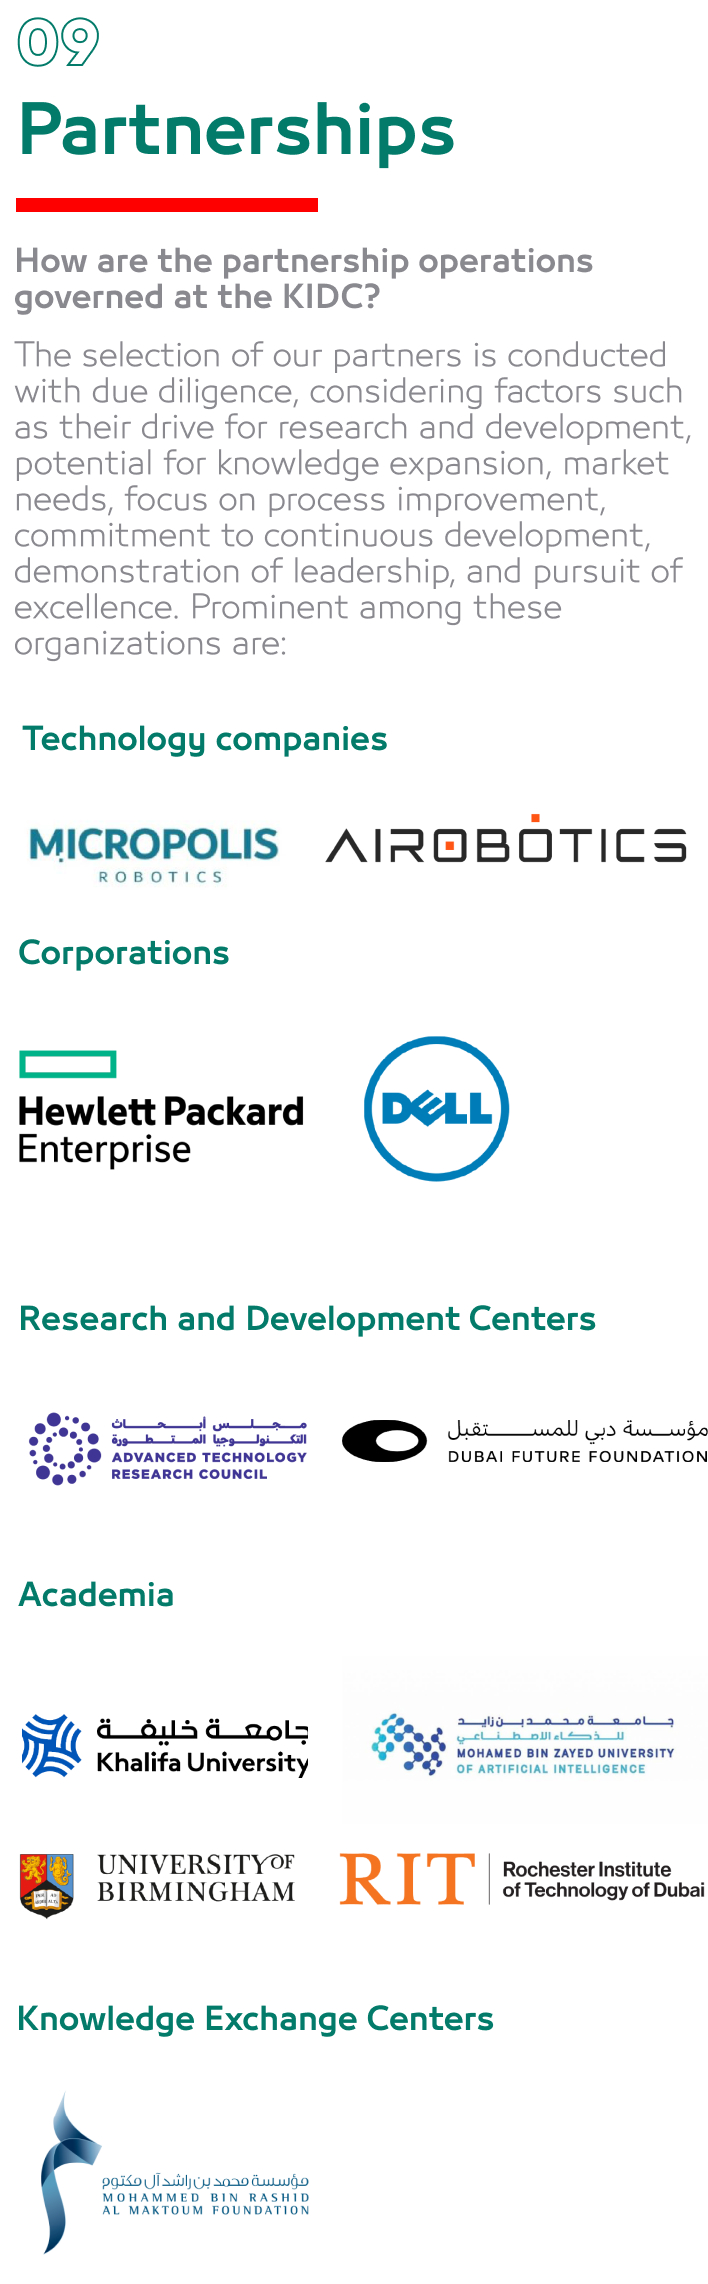 09
Partnerships
How are the partnership operations
governed at the KIDC?
The selection of our partners is conducted
with due diligence, considering factors such
as their drive for research and development,
potential for knowledge expansion, market
needs, focus on process improvement,
commitment to continuous development,
demonstration of leadership, and pursuit of
excellence. Prominent among these
organizations are:
Technology companies
MICROPOLIS
ROBOTICS
AIROBOTICS
Corporations
Hewlett Packard
Enterprise
DELL
Research and Development Centers
مجلس أبحاث
التكنولوجيا المتطورة
ADVANCED TECHNOLOGY
RESEARCH COUNCIL
مؤسسة دبي للمستقبل
DUBAI FUTURE FOUNDATION
Academia
جامعة خليفة
Khalifa University
جامعة محمد بن زايد
للذكاء الاصطناعي
MOHAMED BIN ZAYED UNIVERSITY
OF ARTIFICIAL INTELLIGENCE
UNIVERSITY OF
BIRMINGHAM
RIT
Rochester Institute
of Technology of Dubai
Knowledge Exchange Centers
مؤسسة محمد بن راشد آل مكتوم
MOHAMMED BIN RASHID
AL MAKTOUM FOUNDATION